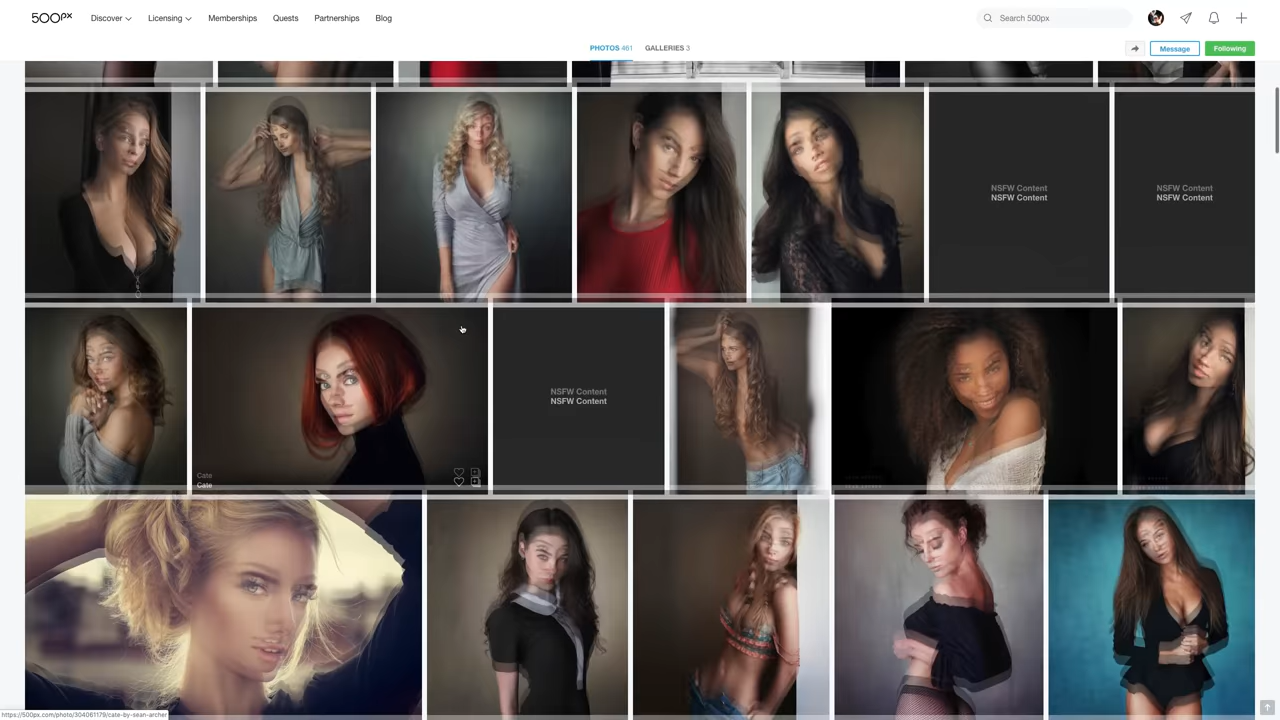 500px
Discover
Licensing
Memberships
Quests
Partnerships
Blog
Search 500px
PHOTOS 461
GALLERIES 3
Message
Following
NSFW Content
NSFW Content
NSFW Content
NSFW Content
NSFW Content
NSFW Content
Cate
Cate
https://500px.com/photo/304061179/cate-by-sean-archer